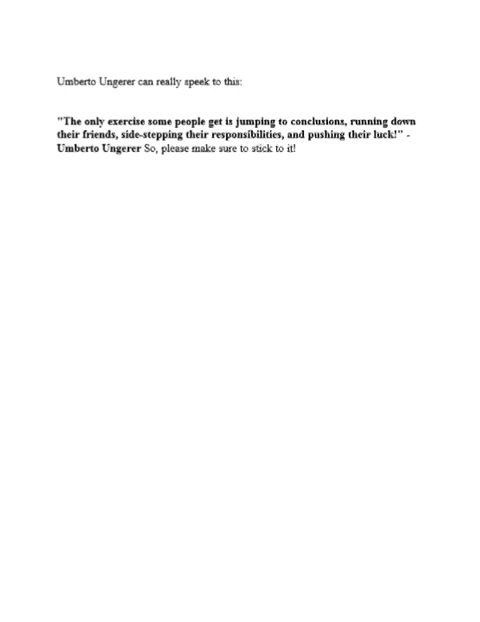 Umberto Ungerer can really speek to this:
"The only exercise some people get is jumping to conclusions, running down
their friends, side-stepping their responsibilities, and pushing their luck!" -
Umberto Ungerer So, please make sure to stick to it!